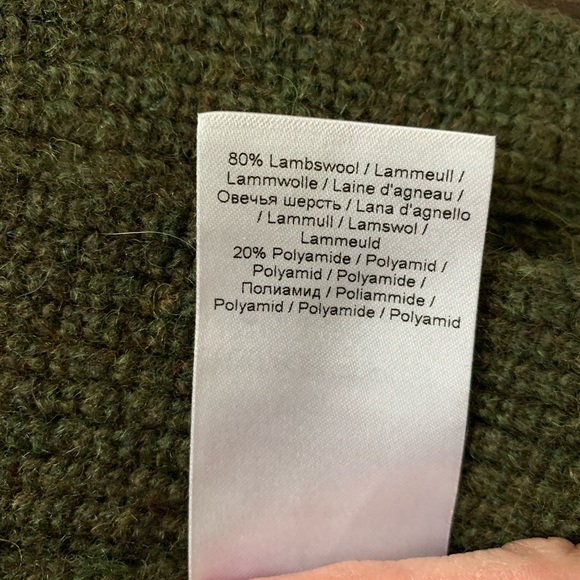 80% Lambswool / Lammeull /
Lammwolle / Laine d'agneau /
Овечья шерсть / Lana d'agnello
/ Lammull / Lamswol /
Lammeuld
20% Polyamide / Polyamid /
Polyamid / Polyamide /
Полиамид / Poliammide /
Polyamid / Polyamide / Polyamid